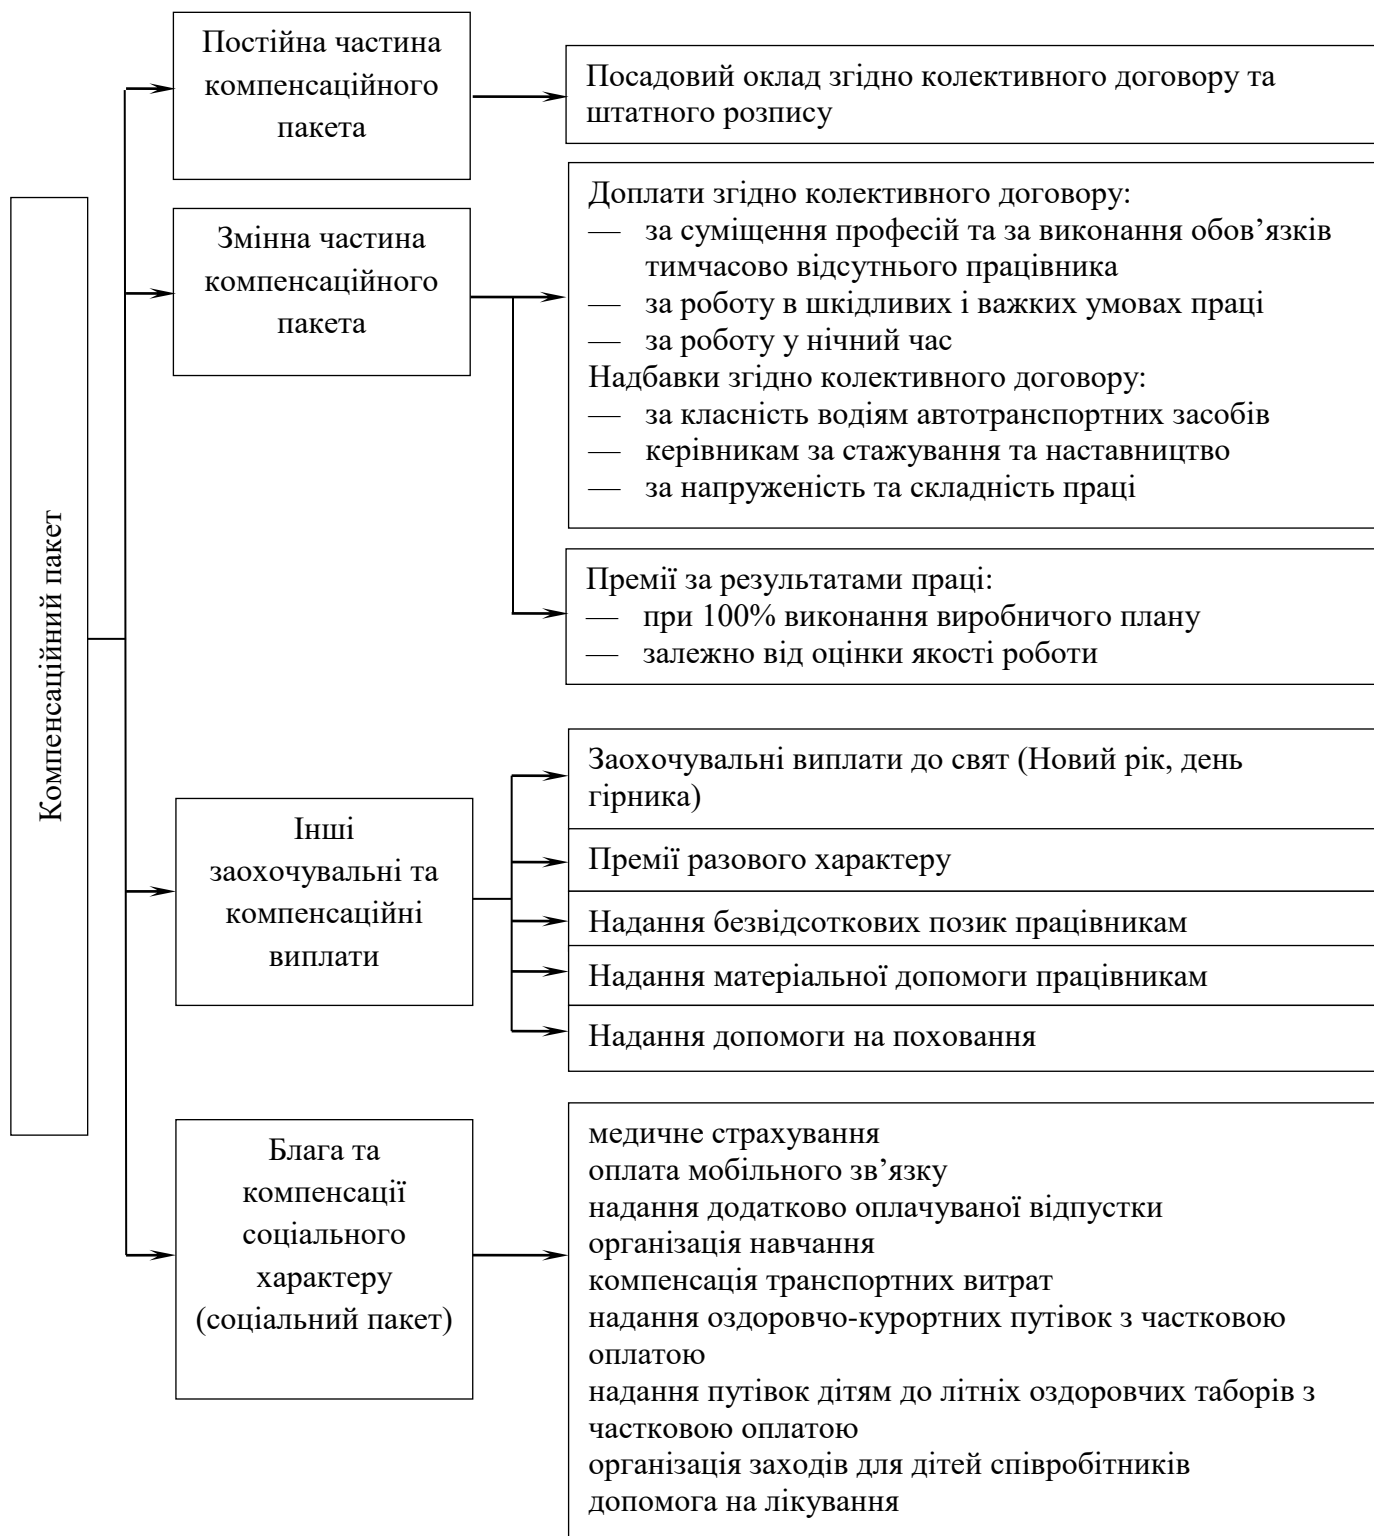 Компенсаційний пакет
Постійна частина
компенсаційного
пакета
Посадовий оклад згідно колективного договору та
штатного розпису
Змінна частина
компенсаційного
пакета
Доплати згідно колективного договору:
— за суміщення професій та за виконання обов’язків
тимчасово відсутнього працівника
— за роботу в шкідливих і важких умовах праці
— за роботу у нічний час
Надбавки згідно колективного договору:
— за класність водіям автотранспортних засобів
— керівникам за стажування та наставництво
— за напруженість та складність праці
Премії за результатами праці:
— при 100% виконання виробничого плану
— залежно від оцінки якості роботи
Інші
заохочувальні та
компенсаційні
виплати
Заохочувальні виплати до свят (Новий рік, день
гірника)
Премії разового характеру
Надання безвідсоткових позик працівникам
Надання матеріальної допомоги працівникам
Надання допомоги на поховання
Блага та
компенсації
соціального
характеру
(соціальний пакет)
медичне страхування
оплата мобільного зв’язку
надання додатково оплачуваної відпустки
організація навчання
компенсація транспортних витрат
надання оздоровчо-курортних путівок з частковою
оплатою
надання путівок дітям до літніх оздоровчих таборів з
частковою оплатою
організація заходів для дітей співробітників
допомога на лікування